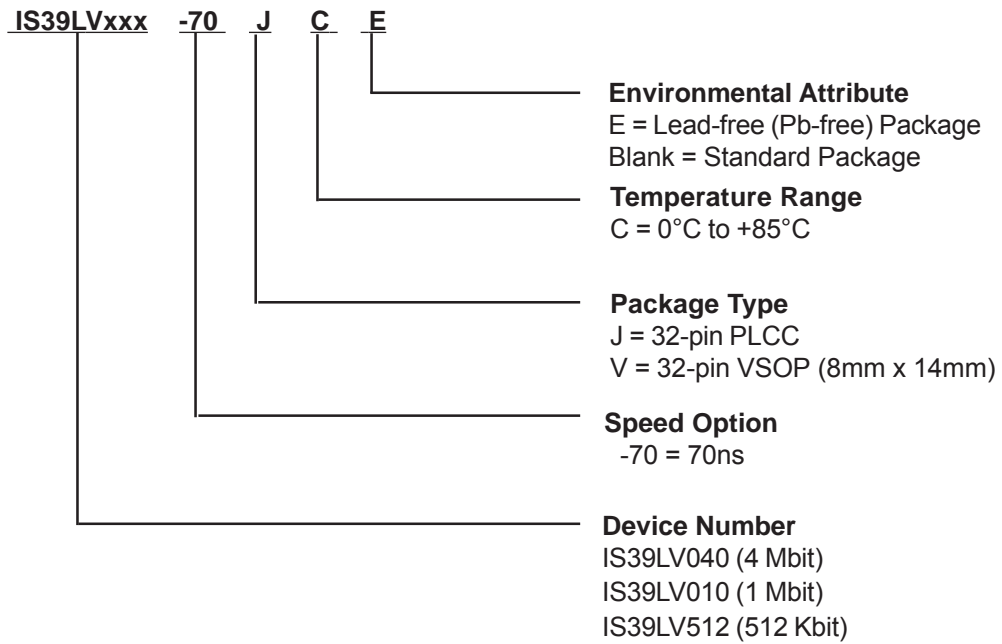 IS39LVxxx -70 J C E
Environmental Attribute
E = Lead-free (Pb-free) Package
Blank = Standard Package
Temperature Range
C = 0°C to +85°C
Package Type
J = 32-pin PLCC
V = 32-pin VSOP (8mm x 14mm)
Speed Option
-70 = 70ns
Device Number
IS39LV040 (4 Mbit)
IS39LV010 (1 Mbit)
IS39LV512 (512 Kbit)